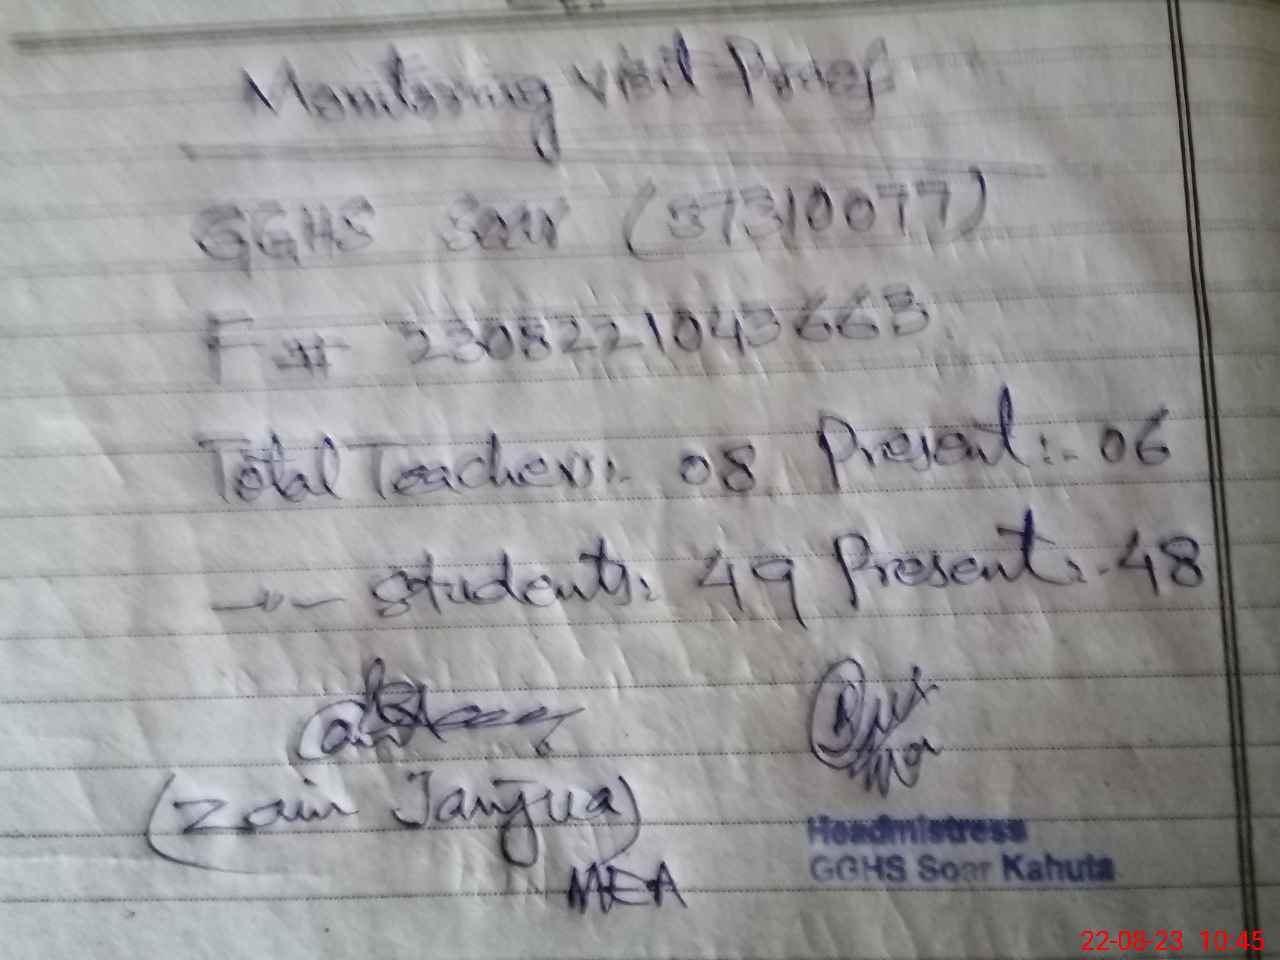 Monitoring Visit Proof
GGHS Soar (37310077)
F# 2308221043663
Total Teachers:- 08 Present:- 06
-"- Students: 49 Present:- 48
(Zain Janjua)
MEA
Headmistress
GGHS Soar Kahuta
22-08-23 10:45